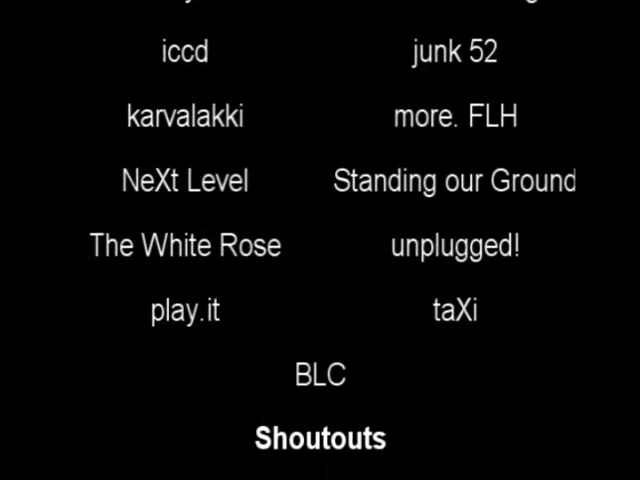 iccd junk 52
karvalakki more. FLH
NeXt Level Standing our Ground
The White Rose unplugged!
play.it taXi
BLC
Shoutouts